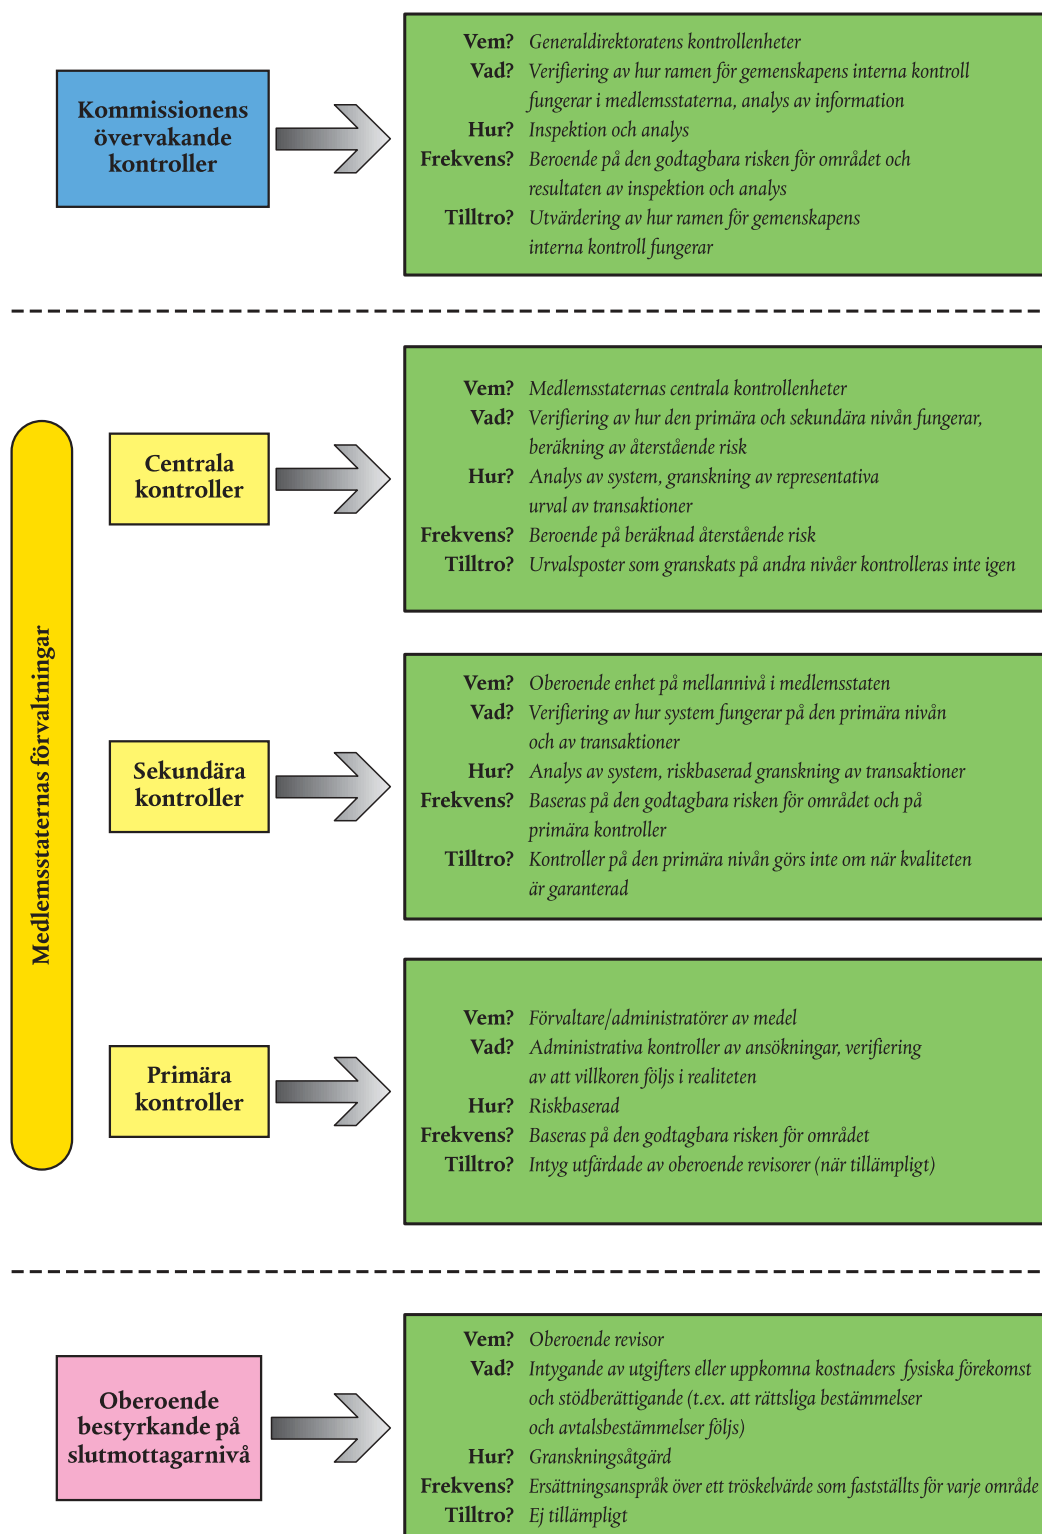 Kommissionens
övervakande
kontroller
Vem? Generaldirektoratens kontrollenheter
Vad? Verifiering av hur ramen för gemenskapens interna kontroll
fungerar i medlemsstaterna, analys av information
Hur? Inspektion och analys
Frekvens? Beroende på den godtagbara risken för området och
resultaten av inspektion och analys
Tilltro? Utvärdering av hur ramen för gemenskapens
interna kontroll fungerar
Medlemsstaternas förvaltningar
Centrala
kontroller
Vem? Medlemsstaternas centrala kontrollenheter
Vad? Verifiering av hur den primära och sekundära nivån fungerar,
beräkning av återstående risk
Hur? Analys av system, granskning av representativa
urval av transaktioner
Frekvens? Beroende på beräknad återstående risk
Tilltro? Urvalsposter som granskats på andra nivåer kontrolleras inte igen
Sekundära
kontroller
Vem? Oberoende enhet på mellannivå i medlemsstaten
Vad? Verifiering av hur system fungerar på den primära nivån
och av transaktioner
Hur? Analys av system, riskbaserad granskning av transaktioner
Frekvens? Baseras på den godtagbara risken för området och på
primära kontroller
Tilltro? Kontroller på den primära nivån görs inte om när kvaliteten
är garanterad
Primära
kontroller
Vem? Förvaltare/administratörer av medel
Vad? Administrativa kontroller av ansökningar, verifiering
av att villkoren följs i realiteten
Hur? Riskbaserad
Frekvens? Baseras på den godtagbara risken för området
Tilltro? Intyg utfärdade av oberoende revisorer (när tillämpligt)
Oberoende
bestyrkande på
slutmottagarnivå
Vem? Oberoende revisor
Vad? Intygande av utgifters eller uppkomna kostnaders fysiska förekomst
och stödberättigande (t.ex. att rättsliga bestämmelser
och avtalsbestämmelser följs)
Hur? Granskningsåtgärd
Frekvens? Ersättningsanspråk över ett tröskelvärde som fastställts för varje område
Tilltro? Ej tillämpligt